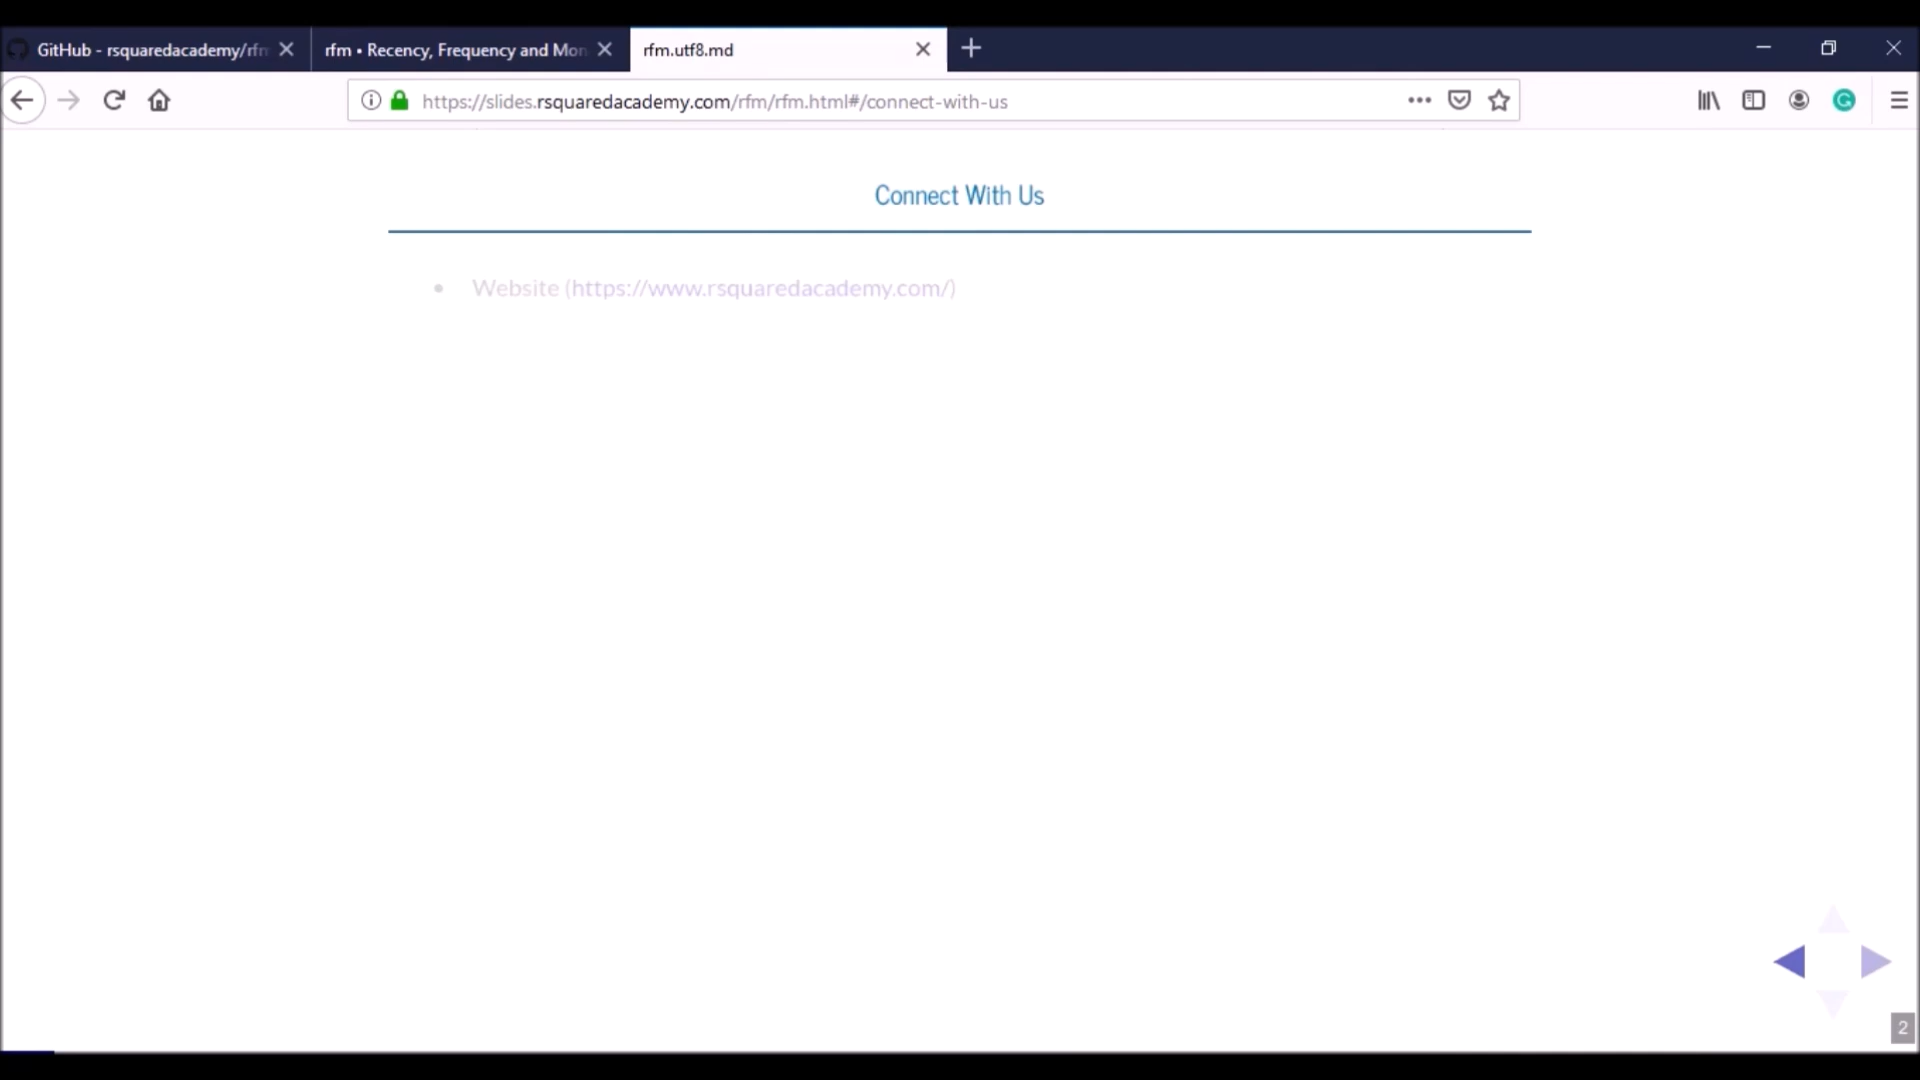 GitHub - rsquaredacademy/rfm
rfm • Recency, Frequency and Mon
rfm.utf8.md
https://slides.rsquaredacademy.com/rfm/rfm.html#/connect-with-us
Connect With Us
• Website (https://www.rsquaredacademy.com/)
2